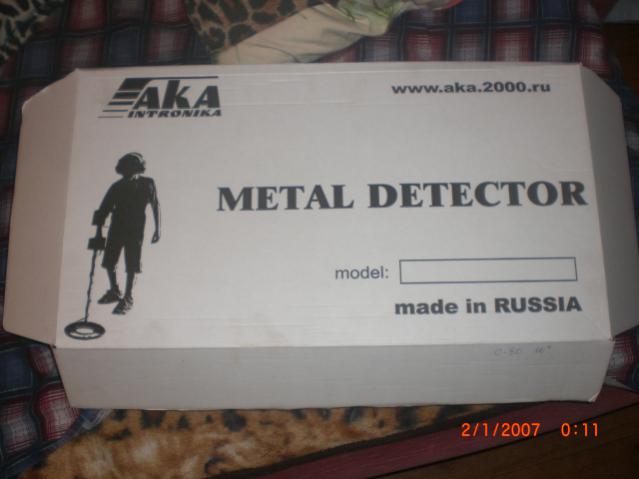 AKA
INTRONIKA
www.aka.2000.ru
METAL DETECTOR
model:
made in RUSSIA
2/1/2007 0:11